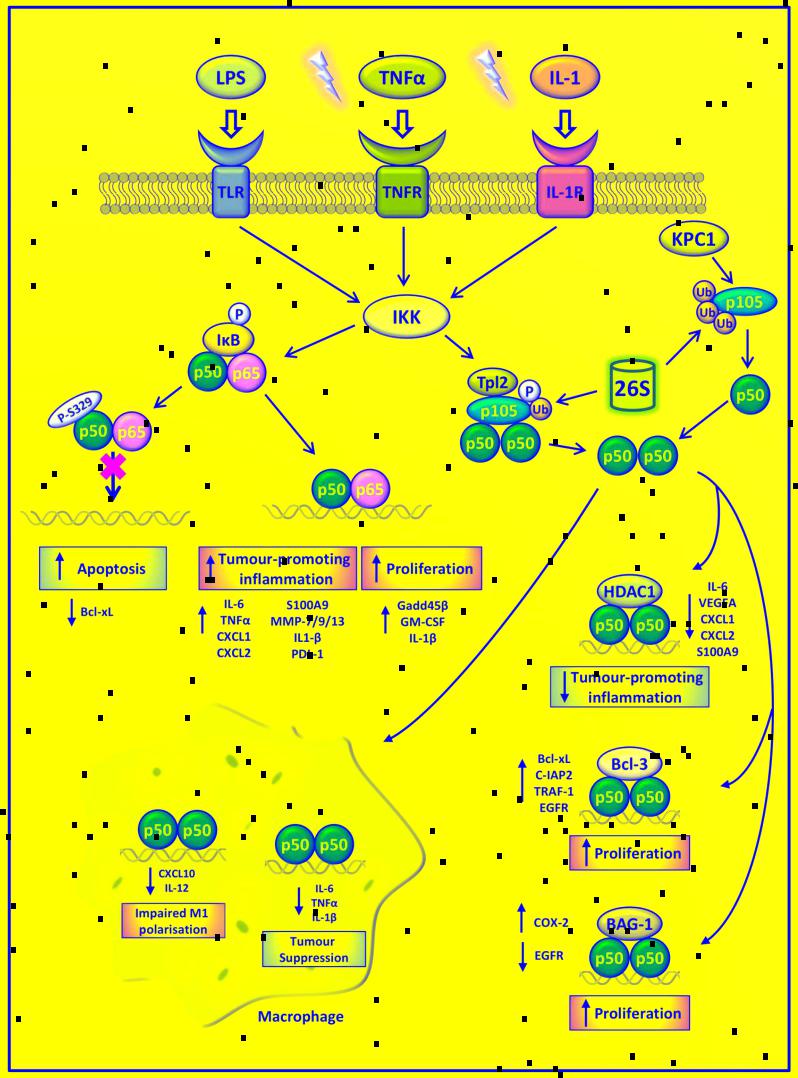 LPS
TNFα
IL-1
TLR
TNFR
IL-1R
KPC1
Ub
Ub
Ub
p105
IKK
P
IκB
p50 p65
P-S329
p50 p65
Tpl2
P
p105
Ub
p50 p50
26S
p50
p50 p50
p50 p65
Apoptosis
Bcl-xL
Tumour-promoting
inflammation
IL-6
TNFα
CXCL1
CXCL2
S100A9
MMP-7/9/13
IL1-β
PDL-1
Proliferation
Gadd45β
GM-CSF
IL-1β
HDAC1
p50 p50
IL-6
VEGFA
CXCL1
CXCL2
S100A9
Tumour-promoting
inflammation
Bcl-xL
C-IAP2
TRAF-1
EGFR
Bcl-3
p50 p50
Proliferation
COX-2
EGFR
BAG-1
p50 p50
Proliferation
p50 p50
CXCL10
IL-12
Impaired M1
polarisation
p50 p50
IL-6
TNFα
IL-1β
Tumour
Suppression
Macrophage